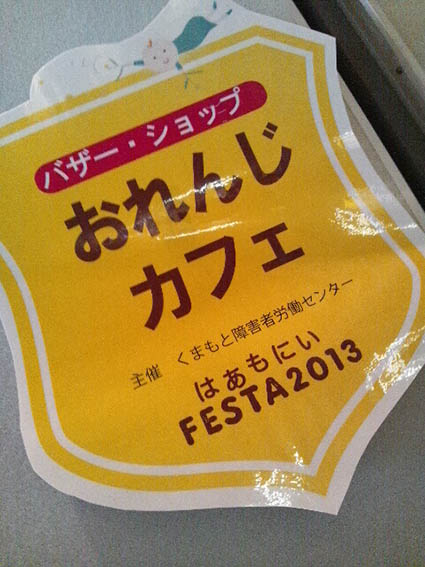 バザー・ショップ
おれんじ
カフェ
主催 くまもと障害者労働センター
はあもにい
FESTA2013